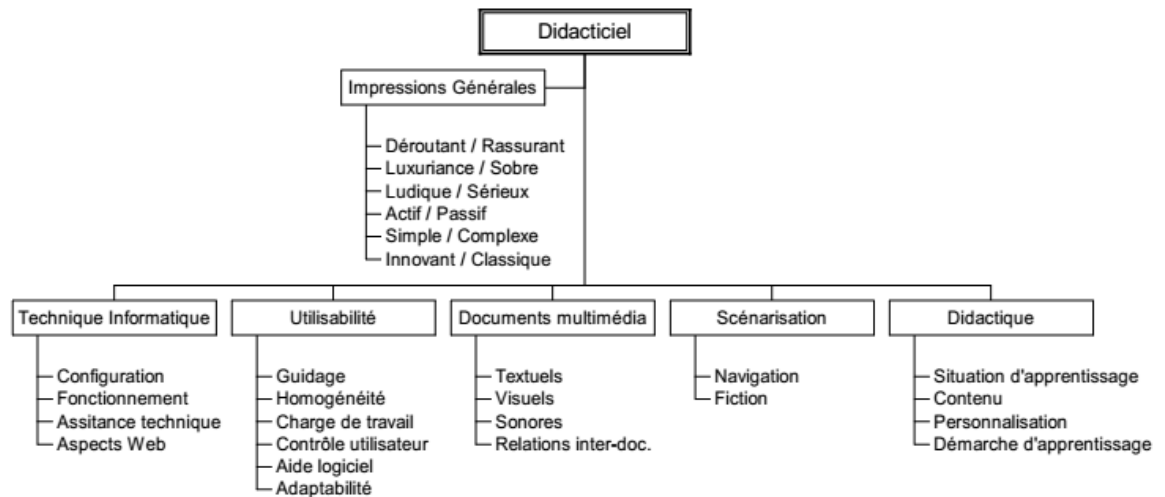 Didacticiel
Impressions Générales
Déroutant / Rassurant
Luxuriance / Sobre
Ludique / Sérieux
Actif / Passif
Simple / Complexe
Innovant / Classique
Technique Informatique
Configuration
Fonctionnement
Assitance technique
Aspects Web
Utilisabilité
Guidage
Homogénéité
Charge de travail
Contrôle utilisateur
Aide logiciel
Adaptabilité
Documents multimédia
Textuels
Visuels
Sonores
Relations inter-doc.
Scénarisation
Navigation
Fiction
Didactique
Situation d'apprentissage
Contenu
Personnalisation
Démarche d'apprentissage